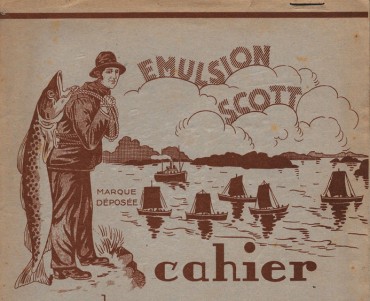 EMULSION
SCOTT
MARQUE
DÉPOSÉE
cahier